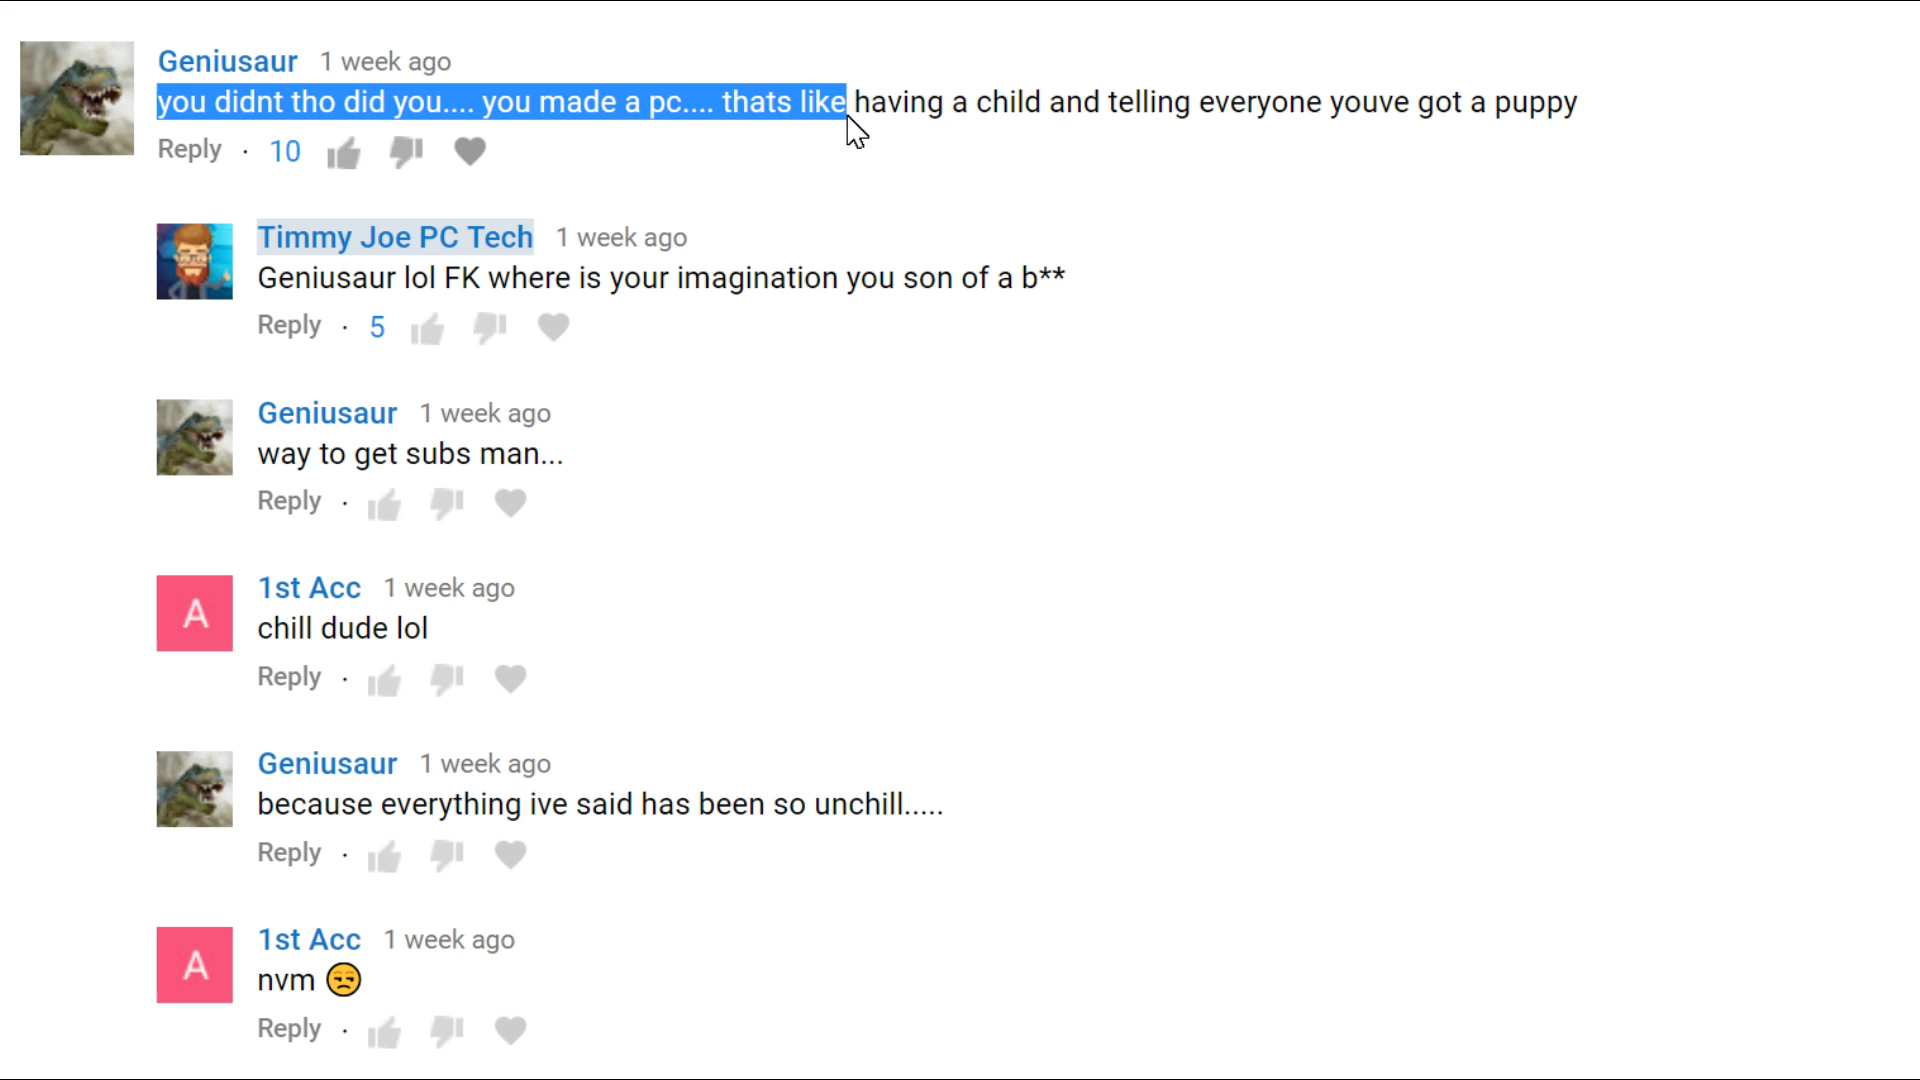 Geniusaur 1 week ago
you didnt tho did you.... you made a pc.... thats like having a child and telling everyone youve got a puppy
Reply · 10
Timmy Joe PC Tech 1 week ago
Geniusaur lol FK where is your imagination you son of a b**
Reply · 5
Geniusaur 1 week ago
way to get subs man...
Reply ·
A
1st Acc 1 week ago
chill dude lol
Reply ·
Geniusaur 1 week ago
because everything ive said has been so unchill.....
Reply ·
A
1st Acc 1 week ago
nvm 😒
Reply ·